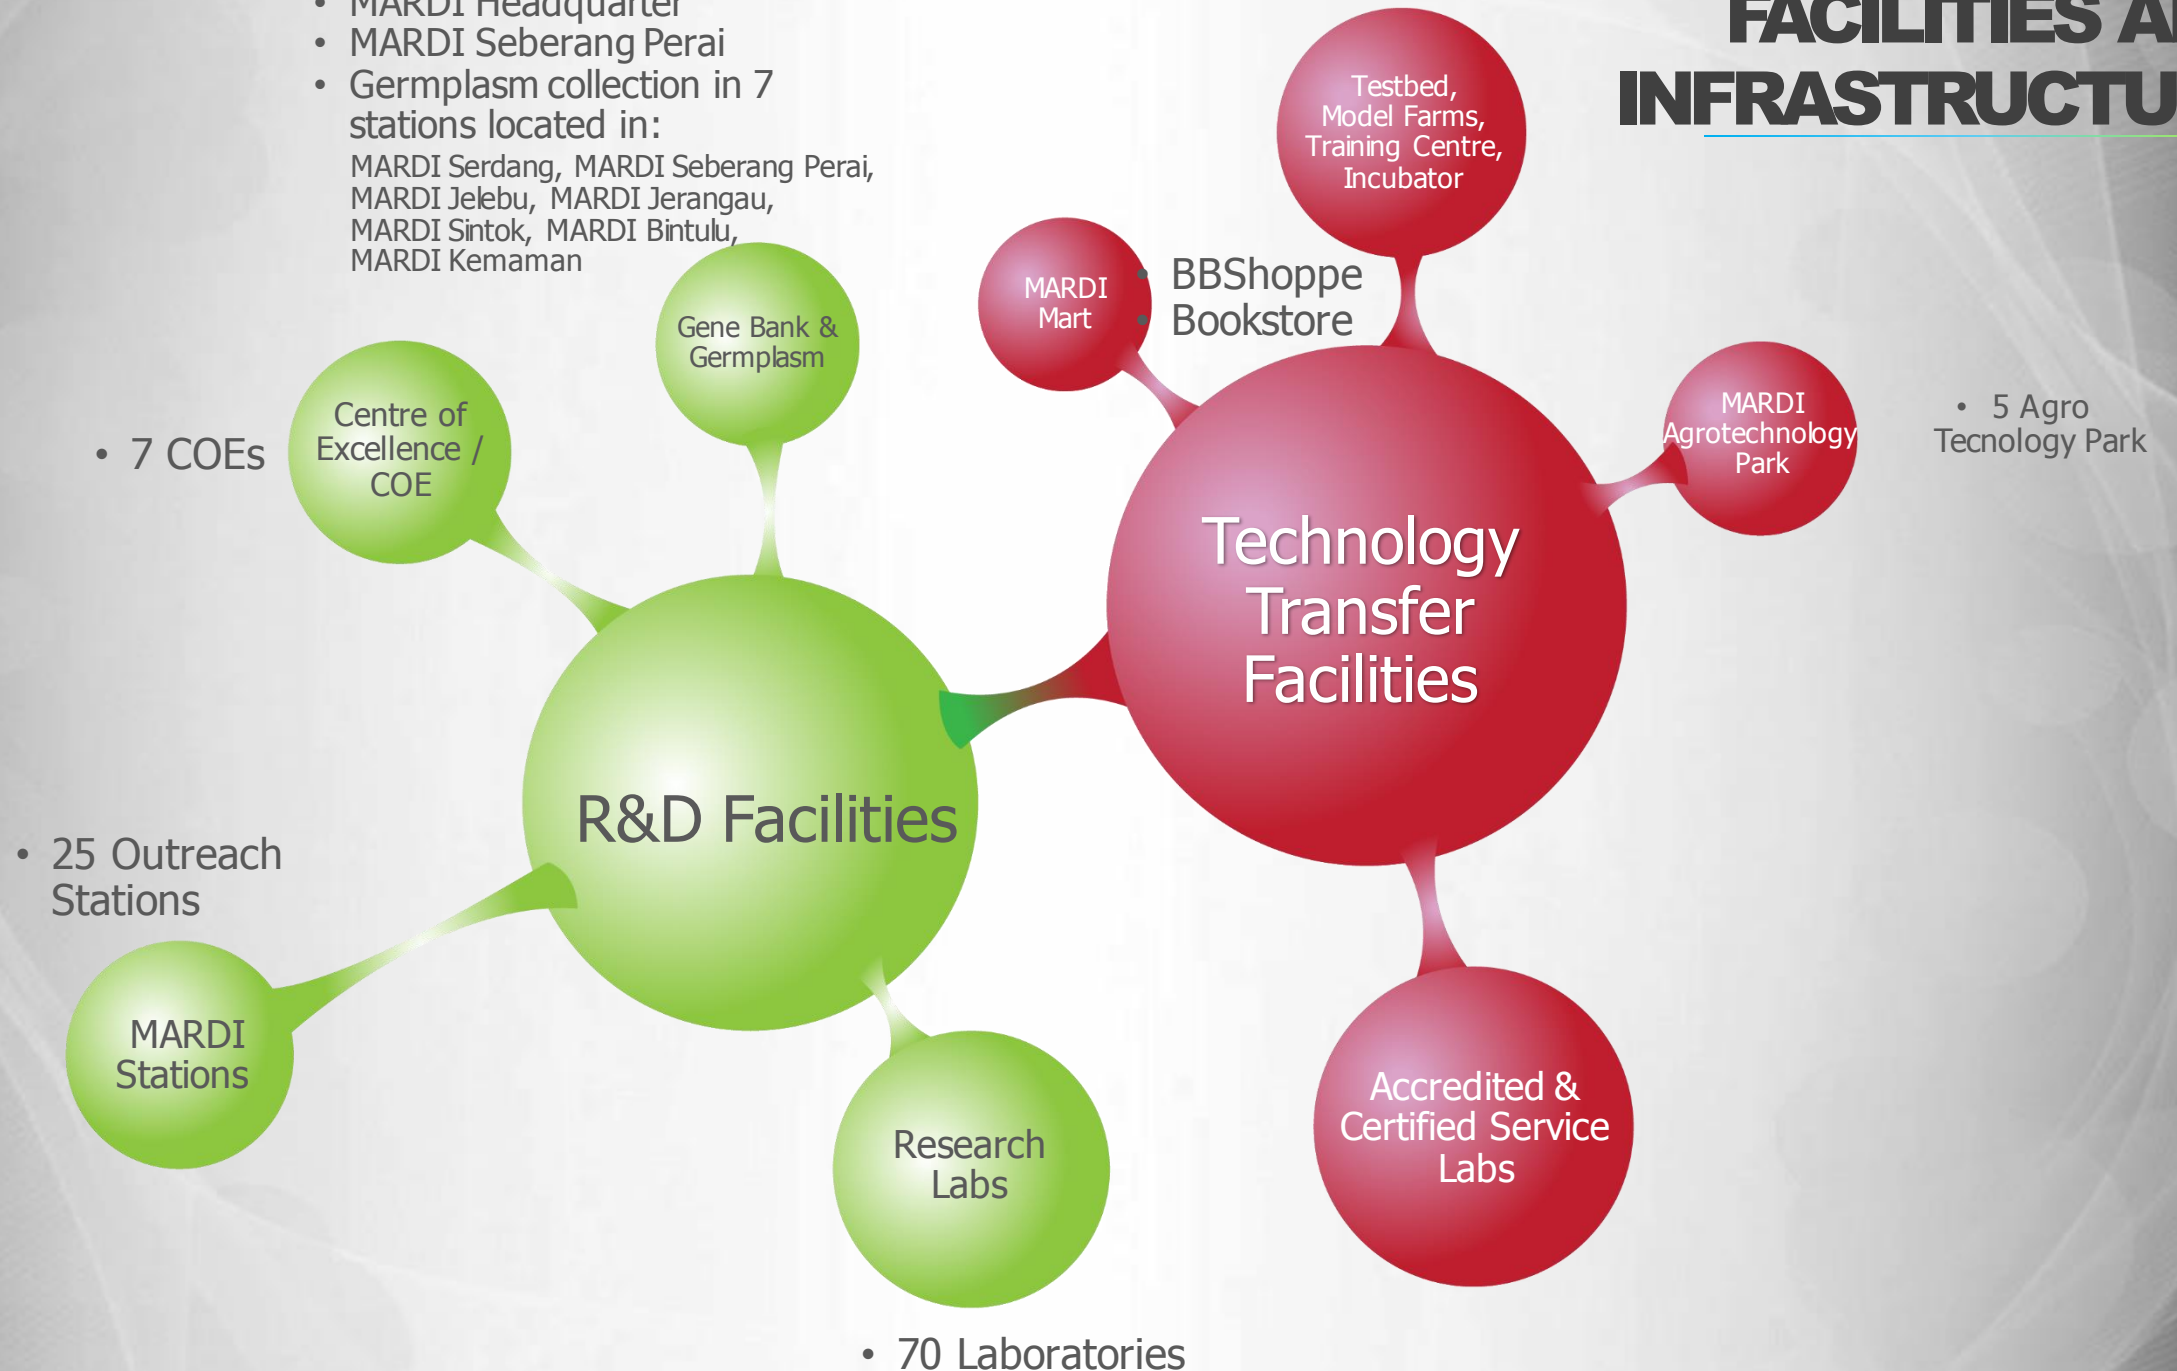 • MARDI Headquarter
• MARDI Seberang Perai
• Germplasm collection in 7
stations located in:
MARDI Serdang, MARDI Seberang Perai,
MARDI Jelebu, MARDI Jerangau,
MARDI Sintok, MARDI Bintulu,
MARDI Kemaman
FACILITIES
INFRASTRUCTU
Testbed,
Model Farms,
Training Centre,
Incubator
MARDI
Mart
• BBShoppe
• Bookstore
Gene Bank &
Germplasm
Centre of
Excellence /
COE
• 7 COEs
MARDI
Agrotechnology
Park
• 5 Agro
Tecnology Park
Technology
Transfer
Facilities
R&D Facilities
• 25 Outreach
Stations
MARDI
Stations
Research
Labs
• 70 Laboratories
Accredited &
Certified Service
Labs